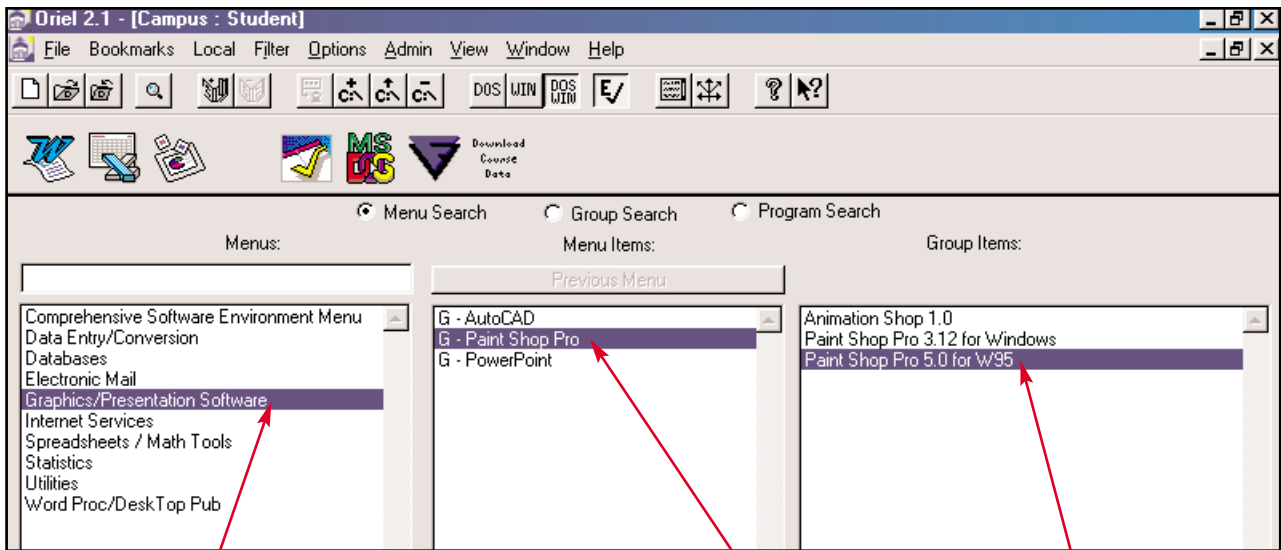 Oriel 2.1 - [Campus : Student]
File Bookmarks Local Filter Options Admin View Window Help
DOS WIN DOS WIN E
MS DOS
Download
Course
Data
Menu Search Group Search Program Search
Menus: Menu Items: Group Items:
Previous Menu
Comprehensive Software Environment Menu
Data Entry/Conversion
Databases
Electronic Mail
Graphics/Presentation Software
Internet Services
Spreadsheets / Math Tools
Statistics
Utilities
Word Proc/DeskTop Pub
G - AutoCAD
G - Paint Shop Pro
G - PowerPoint
Animation Shop 1.0
Paint Shop Pro 3.12 for Windows
Paint Shop Pro 5.0 for W95